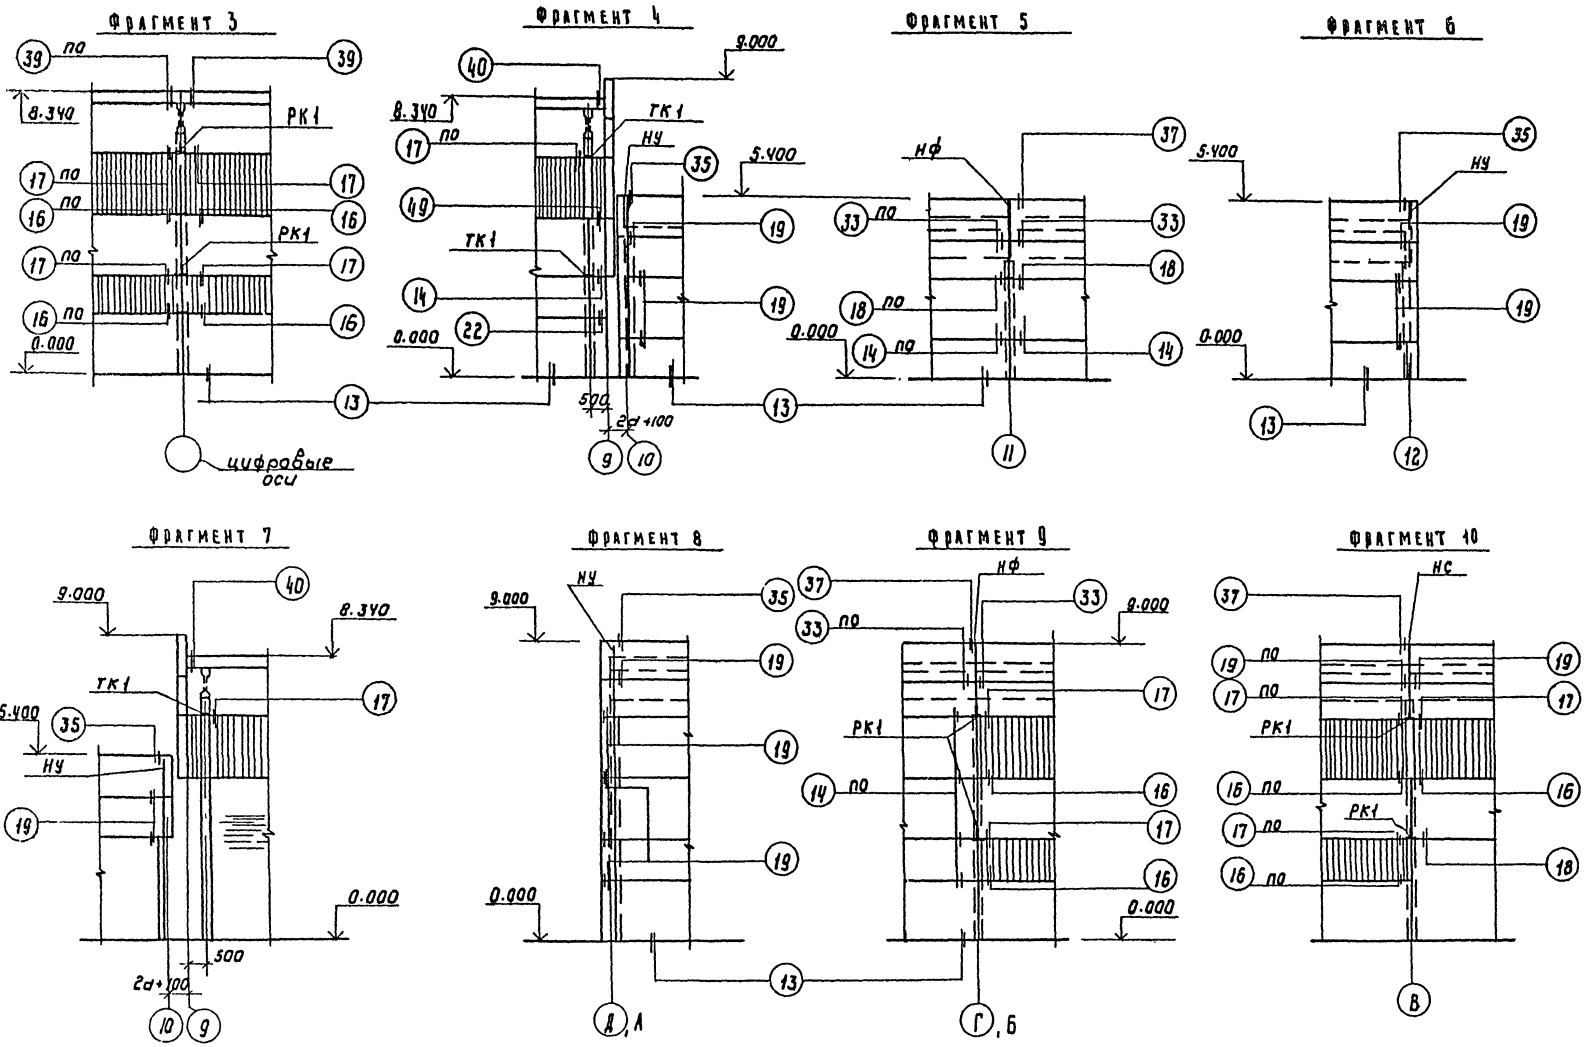 ФРАГМЕНТ 3
39 по
39
8.340
РК1
17 по
17
16 по
16
РК1
17 по
17
16 по
16
0.000
13
цифровые
оси
ФРАГМЕНТ 4
40
9.000
8.340
ТК1
17 по
НУ
35
5.400
49
19
ТК1
14
19
22
0.000
500
13
2d+100
9
10
ФРАГМЕНТ 5
НФ
37
33 по
33
18
18 по
0.000
14 по
14
11
ФРАГМЕНТ 6
35
5.400
НУ
19
19
0.000
13
12
ФРАГМЕНТ 7
40
9.000
8.340
ТК1
17
5.400
35
НУ
19
0.000
500
2d+100
10
9
ФРАГМЕНТ 8
НУ
9.000
35
19
19
19
0.000
13
Д,А
ФРАГМЕНТ 9
НФ
37
33
9.000
33 по
17
РК1
14 по
16
17
16
0.000
Г,Б
ФРАГМЕНТ 10
НС
37
19 по
19
17 по
17
РК1
16 по
16
РК1
17 по
18
16 по
В